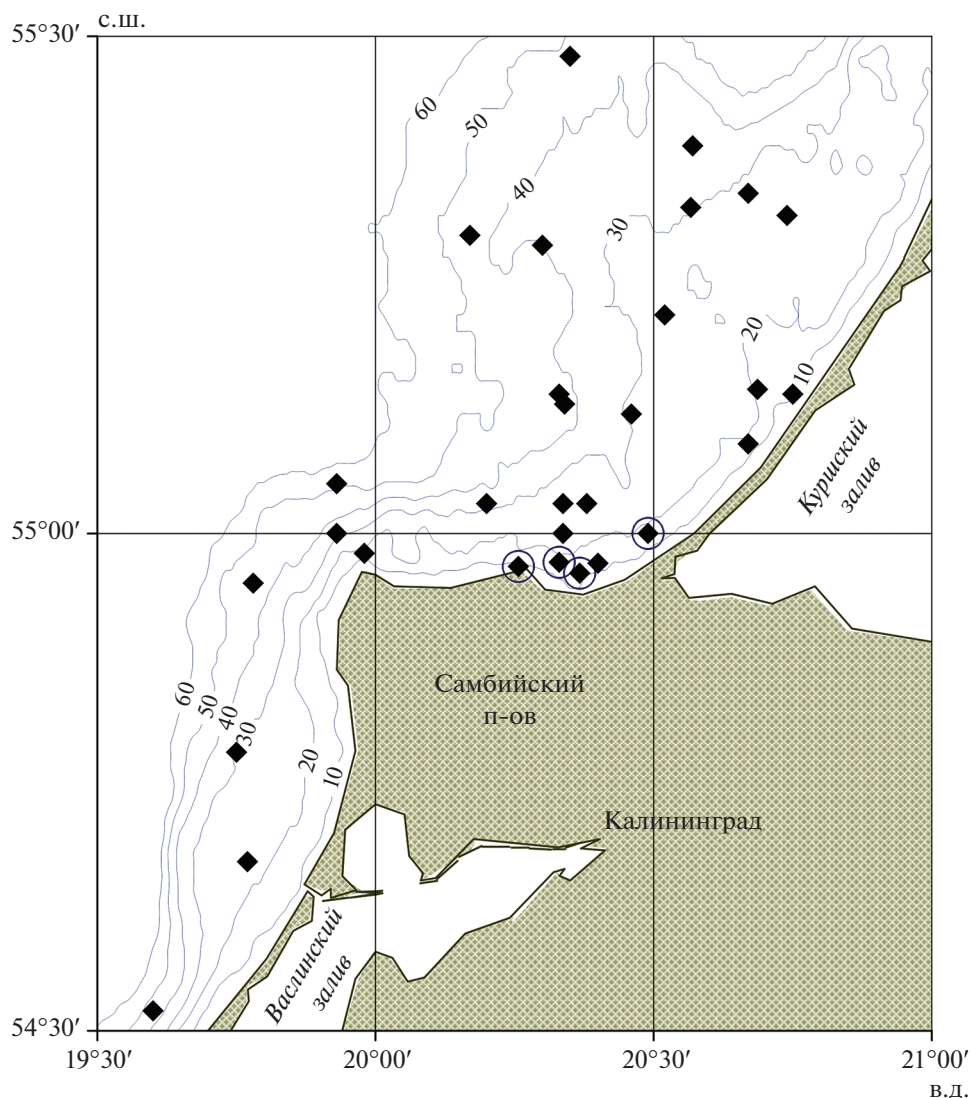 с.ш.
55°30′
60
50
40
30
20
10
Куршский
залив
55°00′
60
50
40
30
20
10
Самбийский
п-ов
Калининград
Васлинский
залив
54°30′
19°30′
20°00′
20°30′
21°00′
в.д.